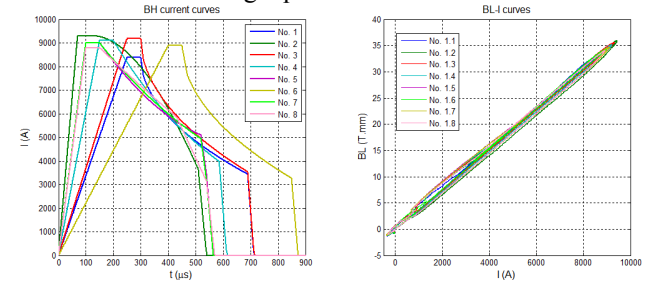 BH current curves
10000
9000
8000
7000
6000
5000
4000
3000
2000
1000
0
I (A)
0 100 200 300 400 500 600 700 800 900
t (µs)
No. 1
No. 2
No. 3
No. 4
No. 5
No. 6
No. 7
No. 8
BL-I curves
40
35
30
25
20
15
10
5
0
-5
BL (T.mm)
0 2000 4000 6000 8000 10000
I (A)
No. 1.1
No. 1.2
No. 1.3
No. 1.4
No. 1.5
No. 1.6
No. 1.7
No. 1.8